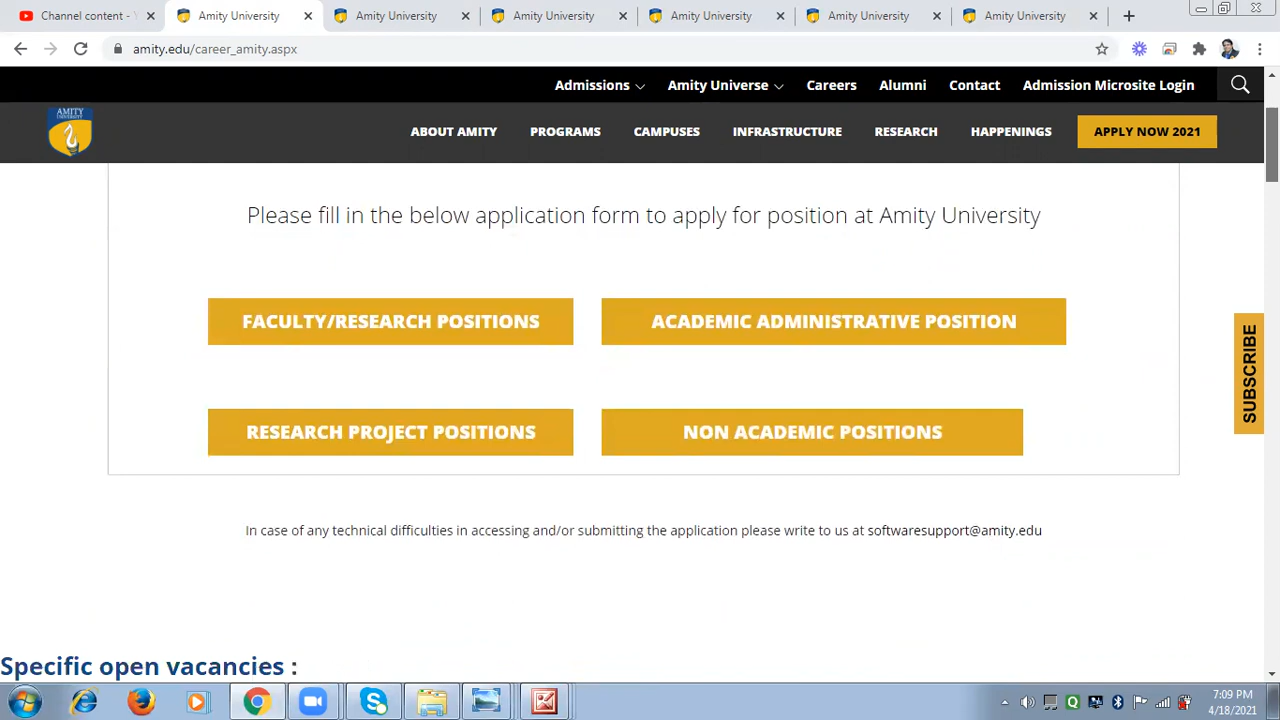 Channel content - Y
Amity University
Amity University
Amity University
Amity University
Amity University
Amity University
amity.edu/career_amity.aspx
Admissions
Amity Universe
Careers
Alumni
Contact
Admission Microsite Login
AMITY
UNIVERSITY
ABOUT AMITY
PROGRAMS
CAMPUSES
INFRASTRUCTURE
RESEARCH
HAPPENINGS
APPLY NOW 2021
Please fill in the below application form to apply for position at Amity University
FACULTY/RESEARCH POSITIONS
ACADEMIC ADMINISTRATIVE POSITION
RESEARCH PROJECT POSITIONS
NON ACADEMIC POSITIONS
SUBSCRIBE
In case of any technical difficulties in accessing and/or submitting the application please write to us at softwaresupport@amity.edu
Specific open vacancies :
7:09 PM
4/18/2021